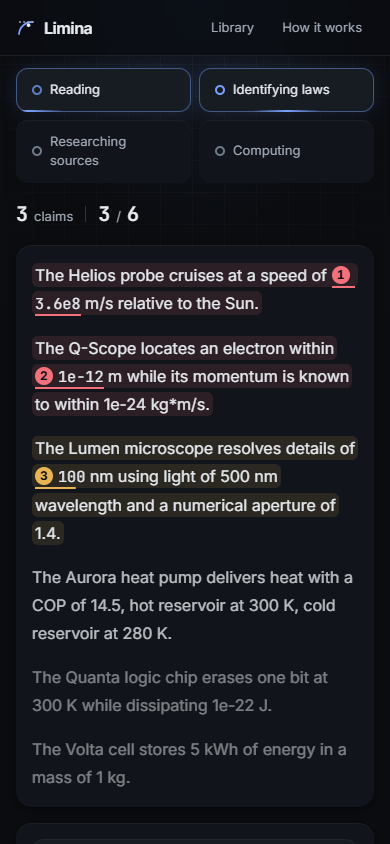 Limina
Library
How it works
Reading
Identifying laws
Researching
sources
Computing
3 claims 3 / 6
The Helios probe cruises at a speed of 1
3.6e8 m/s relative to the Sun.
The Q-Scope locates an electron within
2 1e-12 m while its momentum is known
to within 1e-24 kg*m/s.
The Lumen microscope resolves details of
3 100 nm using light of 500 nm
wavelength and a numerical aperture of
1.4.
The Aurora heat pump delivers heat with a
COP of 14.5, hot reservoir at 300 K, cold
reservoir at 280 K.
The Quanta logic chip erases one bit at
300 K while dissipating 1e-22 J.
The Volta cell stores 5 kWh of energy in a
mass of 1 kg.